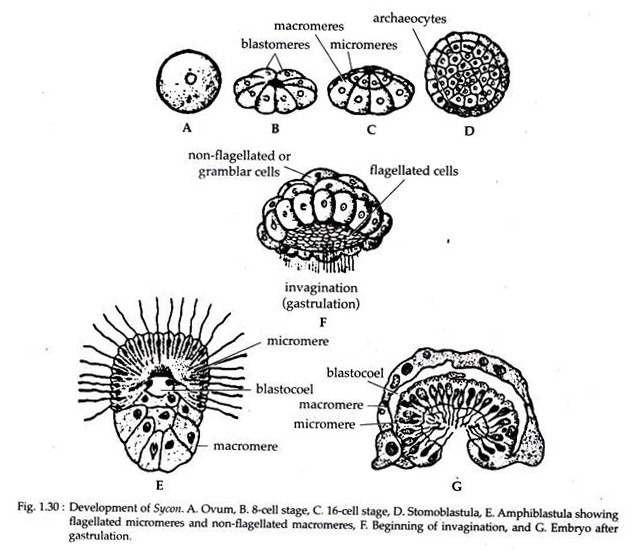 archaeocytes
macromeres
blastomeres micromeres
A
B
C
D
non-flagellated or
gramblar cells
flagellated cells
invagination
(gastrulation)
F
micromere
blastocoel
macromere
E
blastocoel
macromere
micromere
G
Fig. 1.30 : Development of Sycon. A. Ovum, B. 8-cell stage, C. 16-cell stage, D. Stomoblastula, E. Amphiblastula showing
flagellated micromeres and non-flagellated macromeres, F. Beginning of invagination, and G. Embryo after
gastrulation.